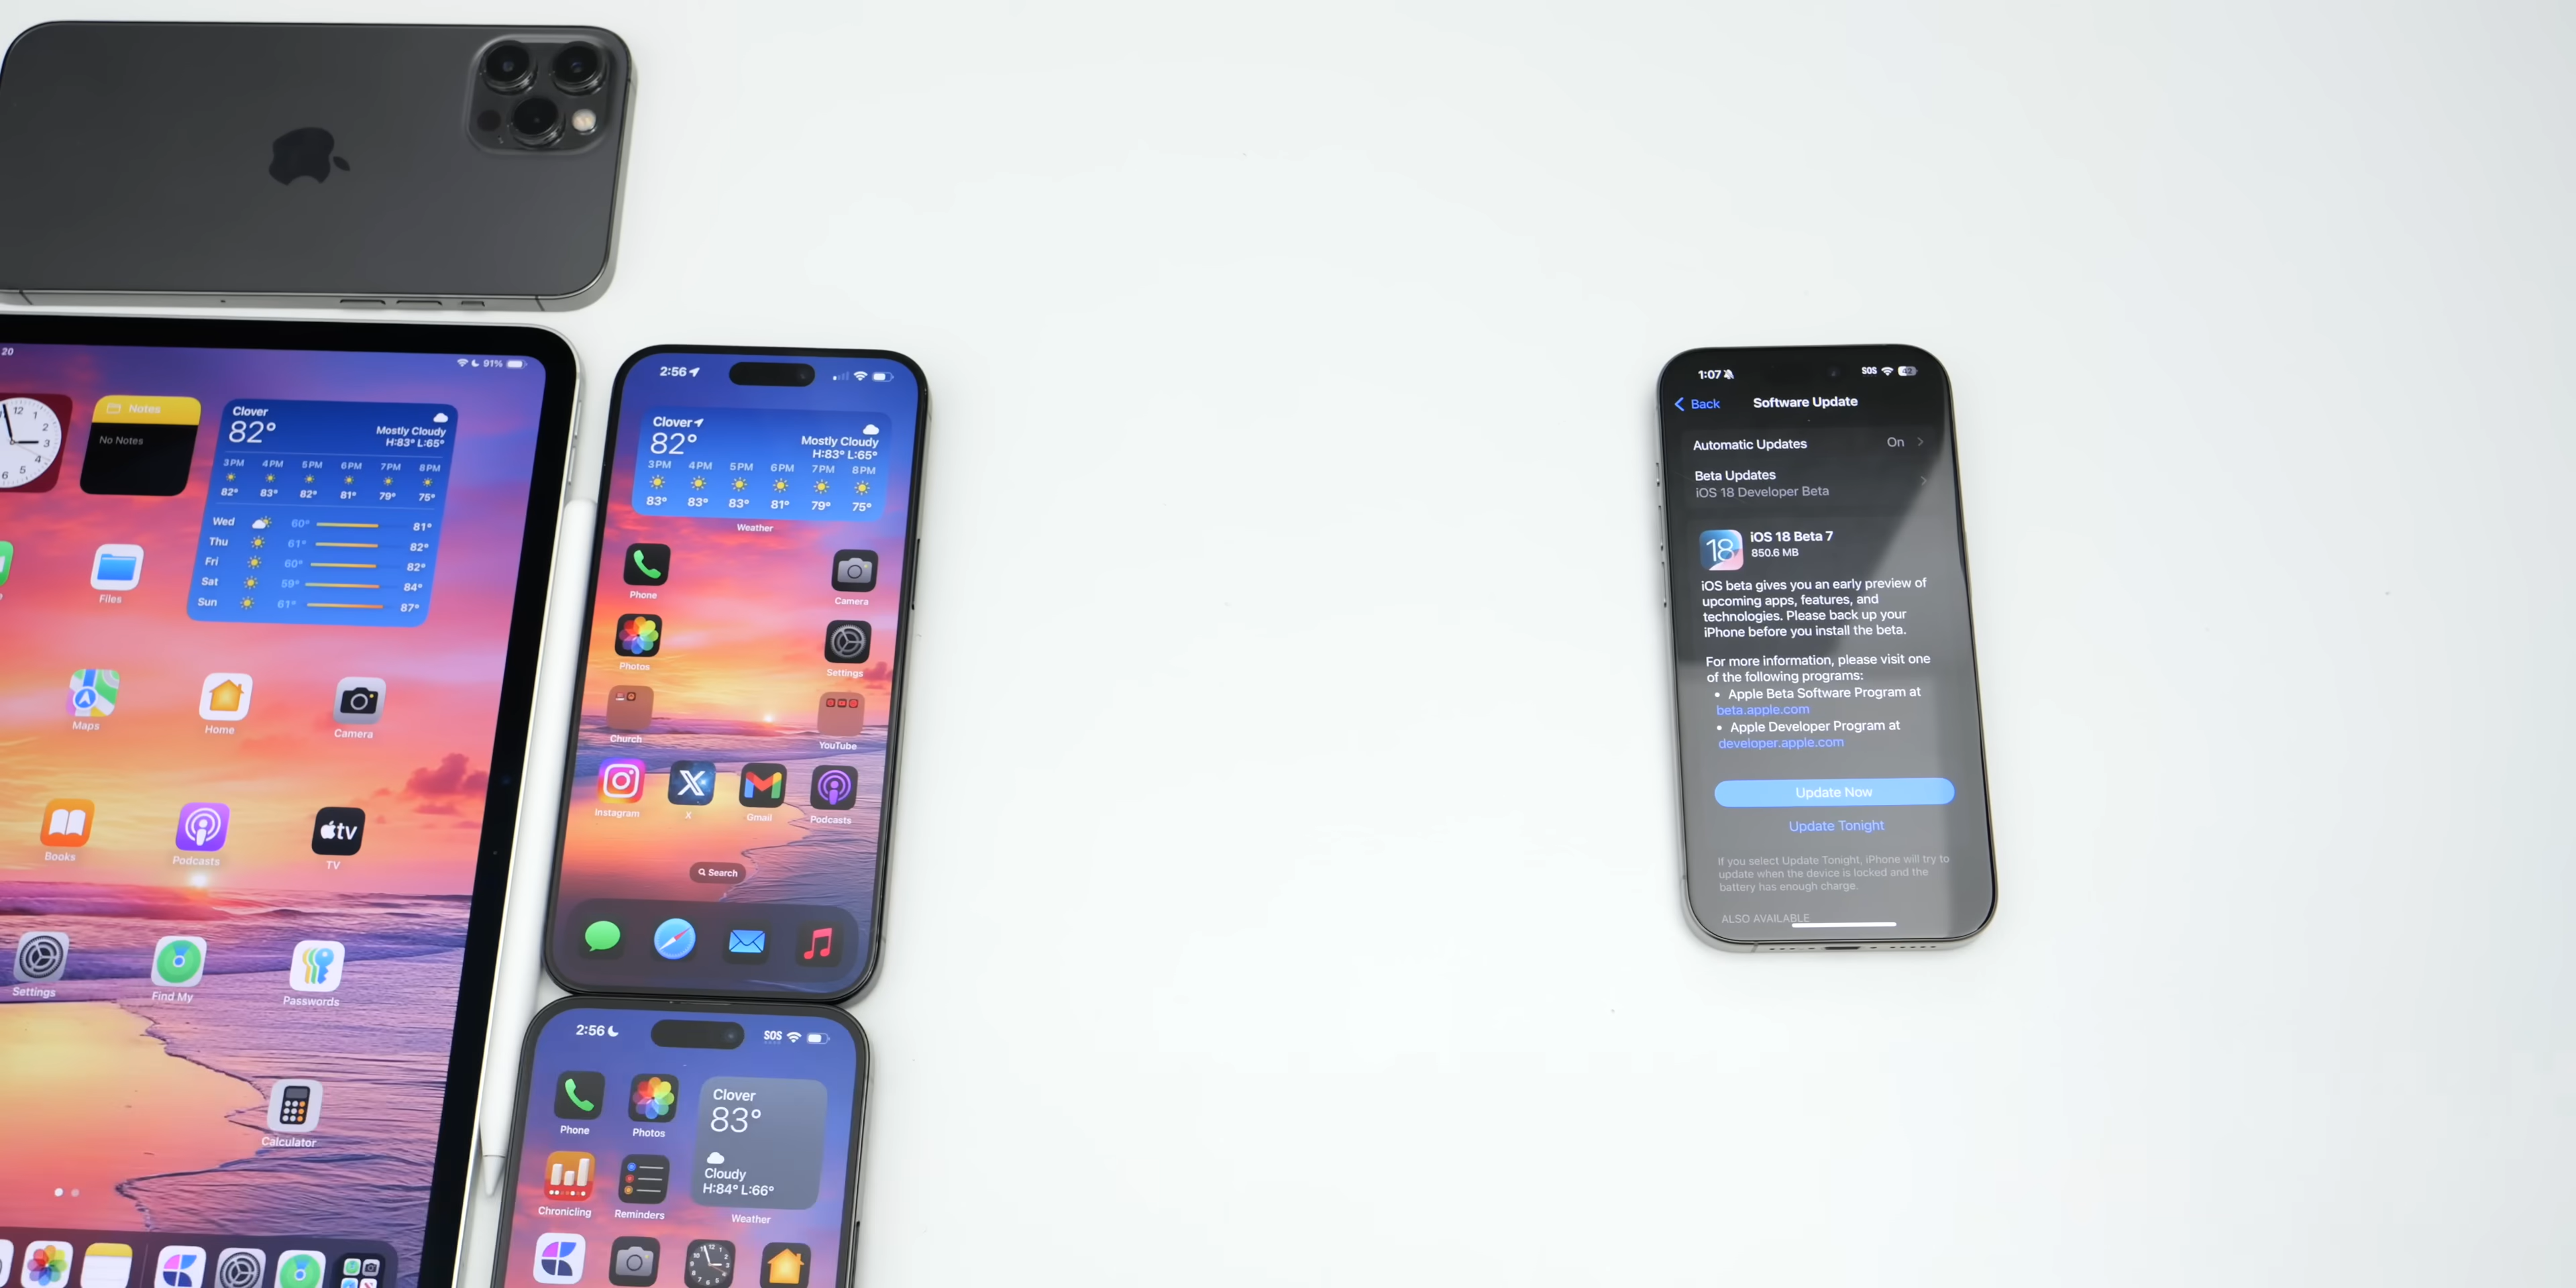 20
91%
12
1
2
3
4
5
6
Notes
No Notes
Clover
82°
Mostly Cloudy
H:83° L:65°
3PM 4PM 5PM 6PM 7PM 8PM
82° 83° 82° 81° 79° 75°
Wed 60° 81°
Thu 61° 82°
Fri 60° 82°
Sat 59° 84°
Sun 61° 87°
Files
Maps Home Camera
Books Podcasts tv
TV
Settings Find My Passwords
Calculator
2:56
Clover
82°
Mostly Cloudy
H:83° L:65°
3PM 4PM 5PM 6PM 7PM 8PM
83° 83° 83° 81° 79° 75°
Weather
Phone Camera
Photos Settings
Church YouTube
Instagram X Gmail Podcasts
Search
2:56 SOS
Clover
83°
Cloudy
H:84° L:66°
Phone Photos
Chronicling Reminders Weather
1:07 SOS
Back Software Update
Automatic Updates On
Beta Updates
iOS 18 Developer Beta
18
iOS 18 Beta 7
850.6 MB
iOS beta gives you an early preview of
upcoming apps, features, and
technologies. Please back up your
iPhone before you install the beta.
For more information, please visit one
of the following programs:
• Apple Beta Software Program at
beta.apple.com
• Apple Developer Program at
developer.apple.com
Update Now
Update Tonight
If you select Update Tonight, iPhone will try to
update when the device is locked and the
battery has enough charge.
ALSO AVAILABLE